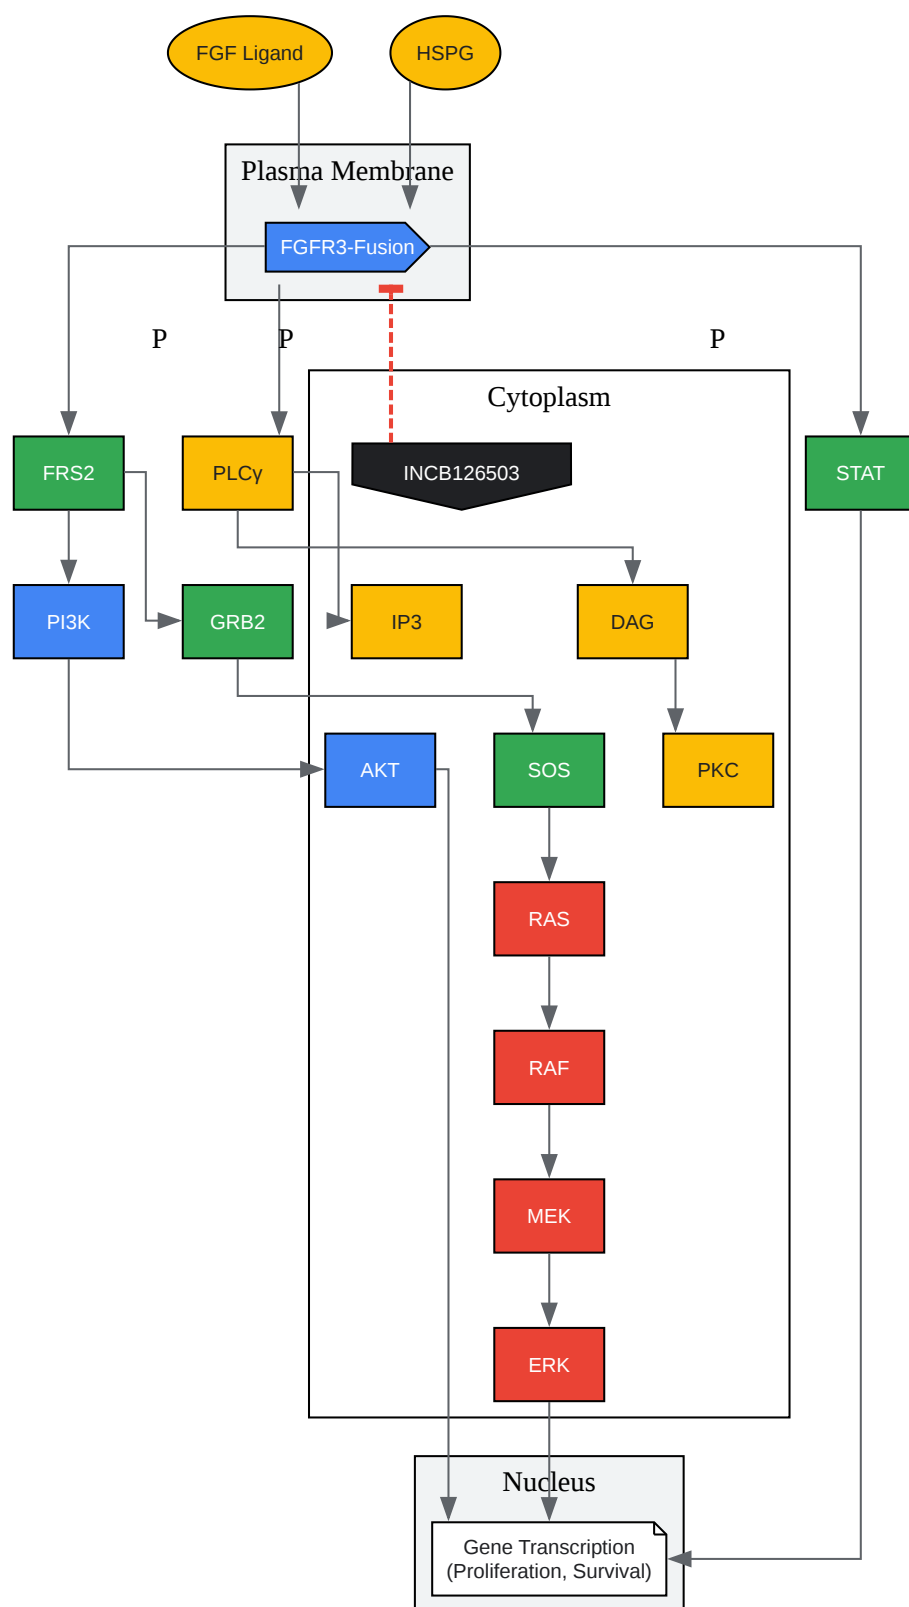 FGF Ligand
HSPG
Plasma Membrane
FGFR3-Fusion
P
P
P
Cytoplasm
FRS2
PLCγ
INCB126503
STAT
PI3K
GRB2
IP3
DAG
AKT
SOS
PKC
RAS
RAF
MEK
ERK
Nucleus
Gene Transcription
(Proliferation, Survival)